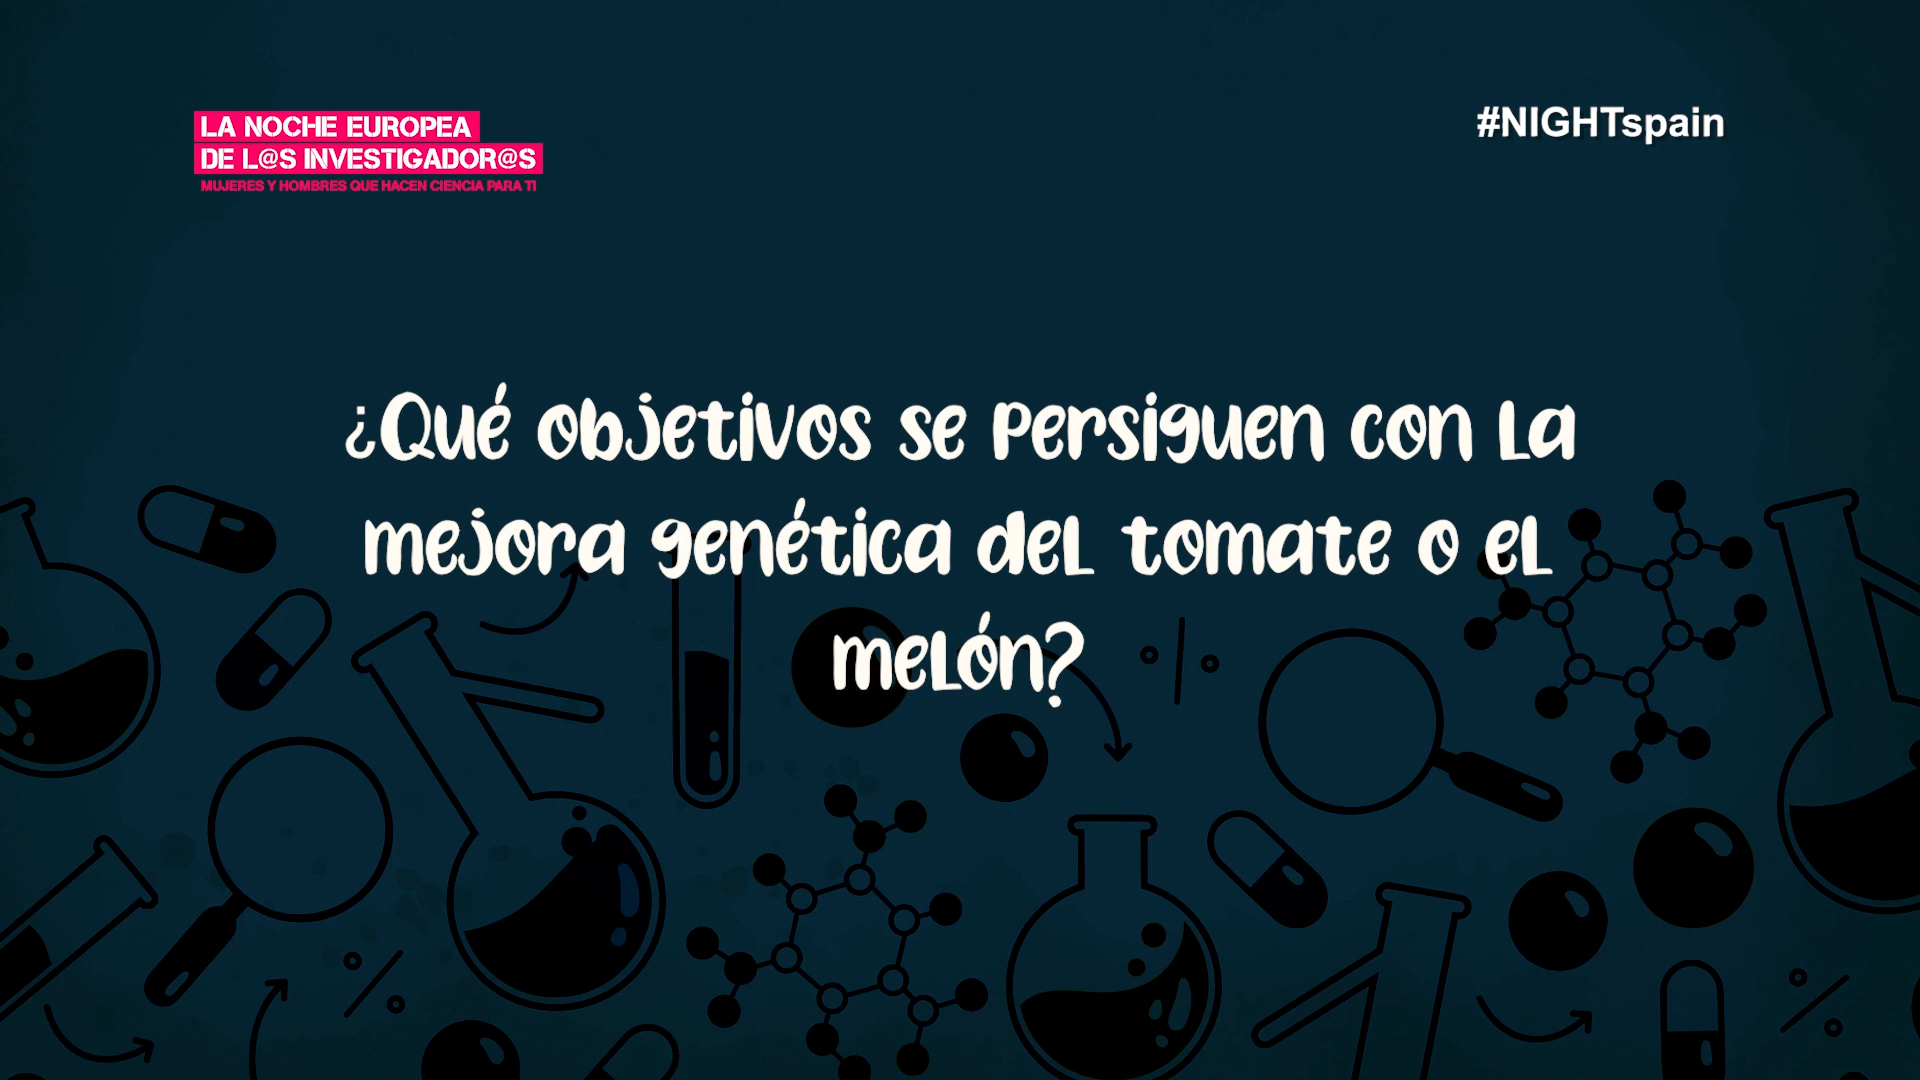 LA NOCHE EUROPEA
DE L@S INVESTIGADOR@S
MUJERES Y HOMBRES QUE HACEN CIENCIA PARA TI
#NIGHTspain
¿Qué objetivos se persiguen con la
mejora genética del tomate o el
melón?